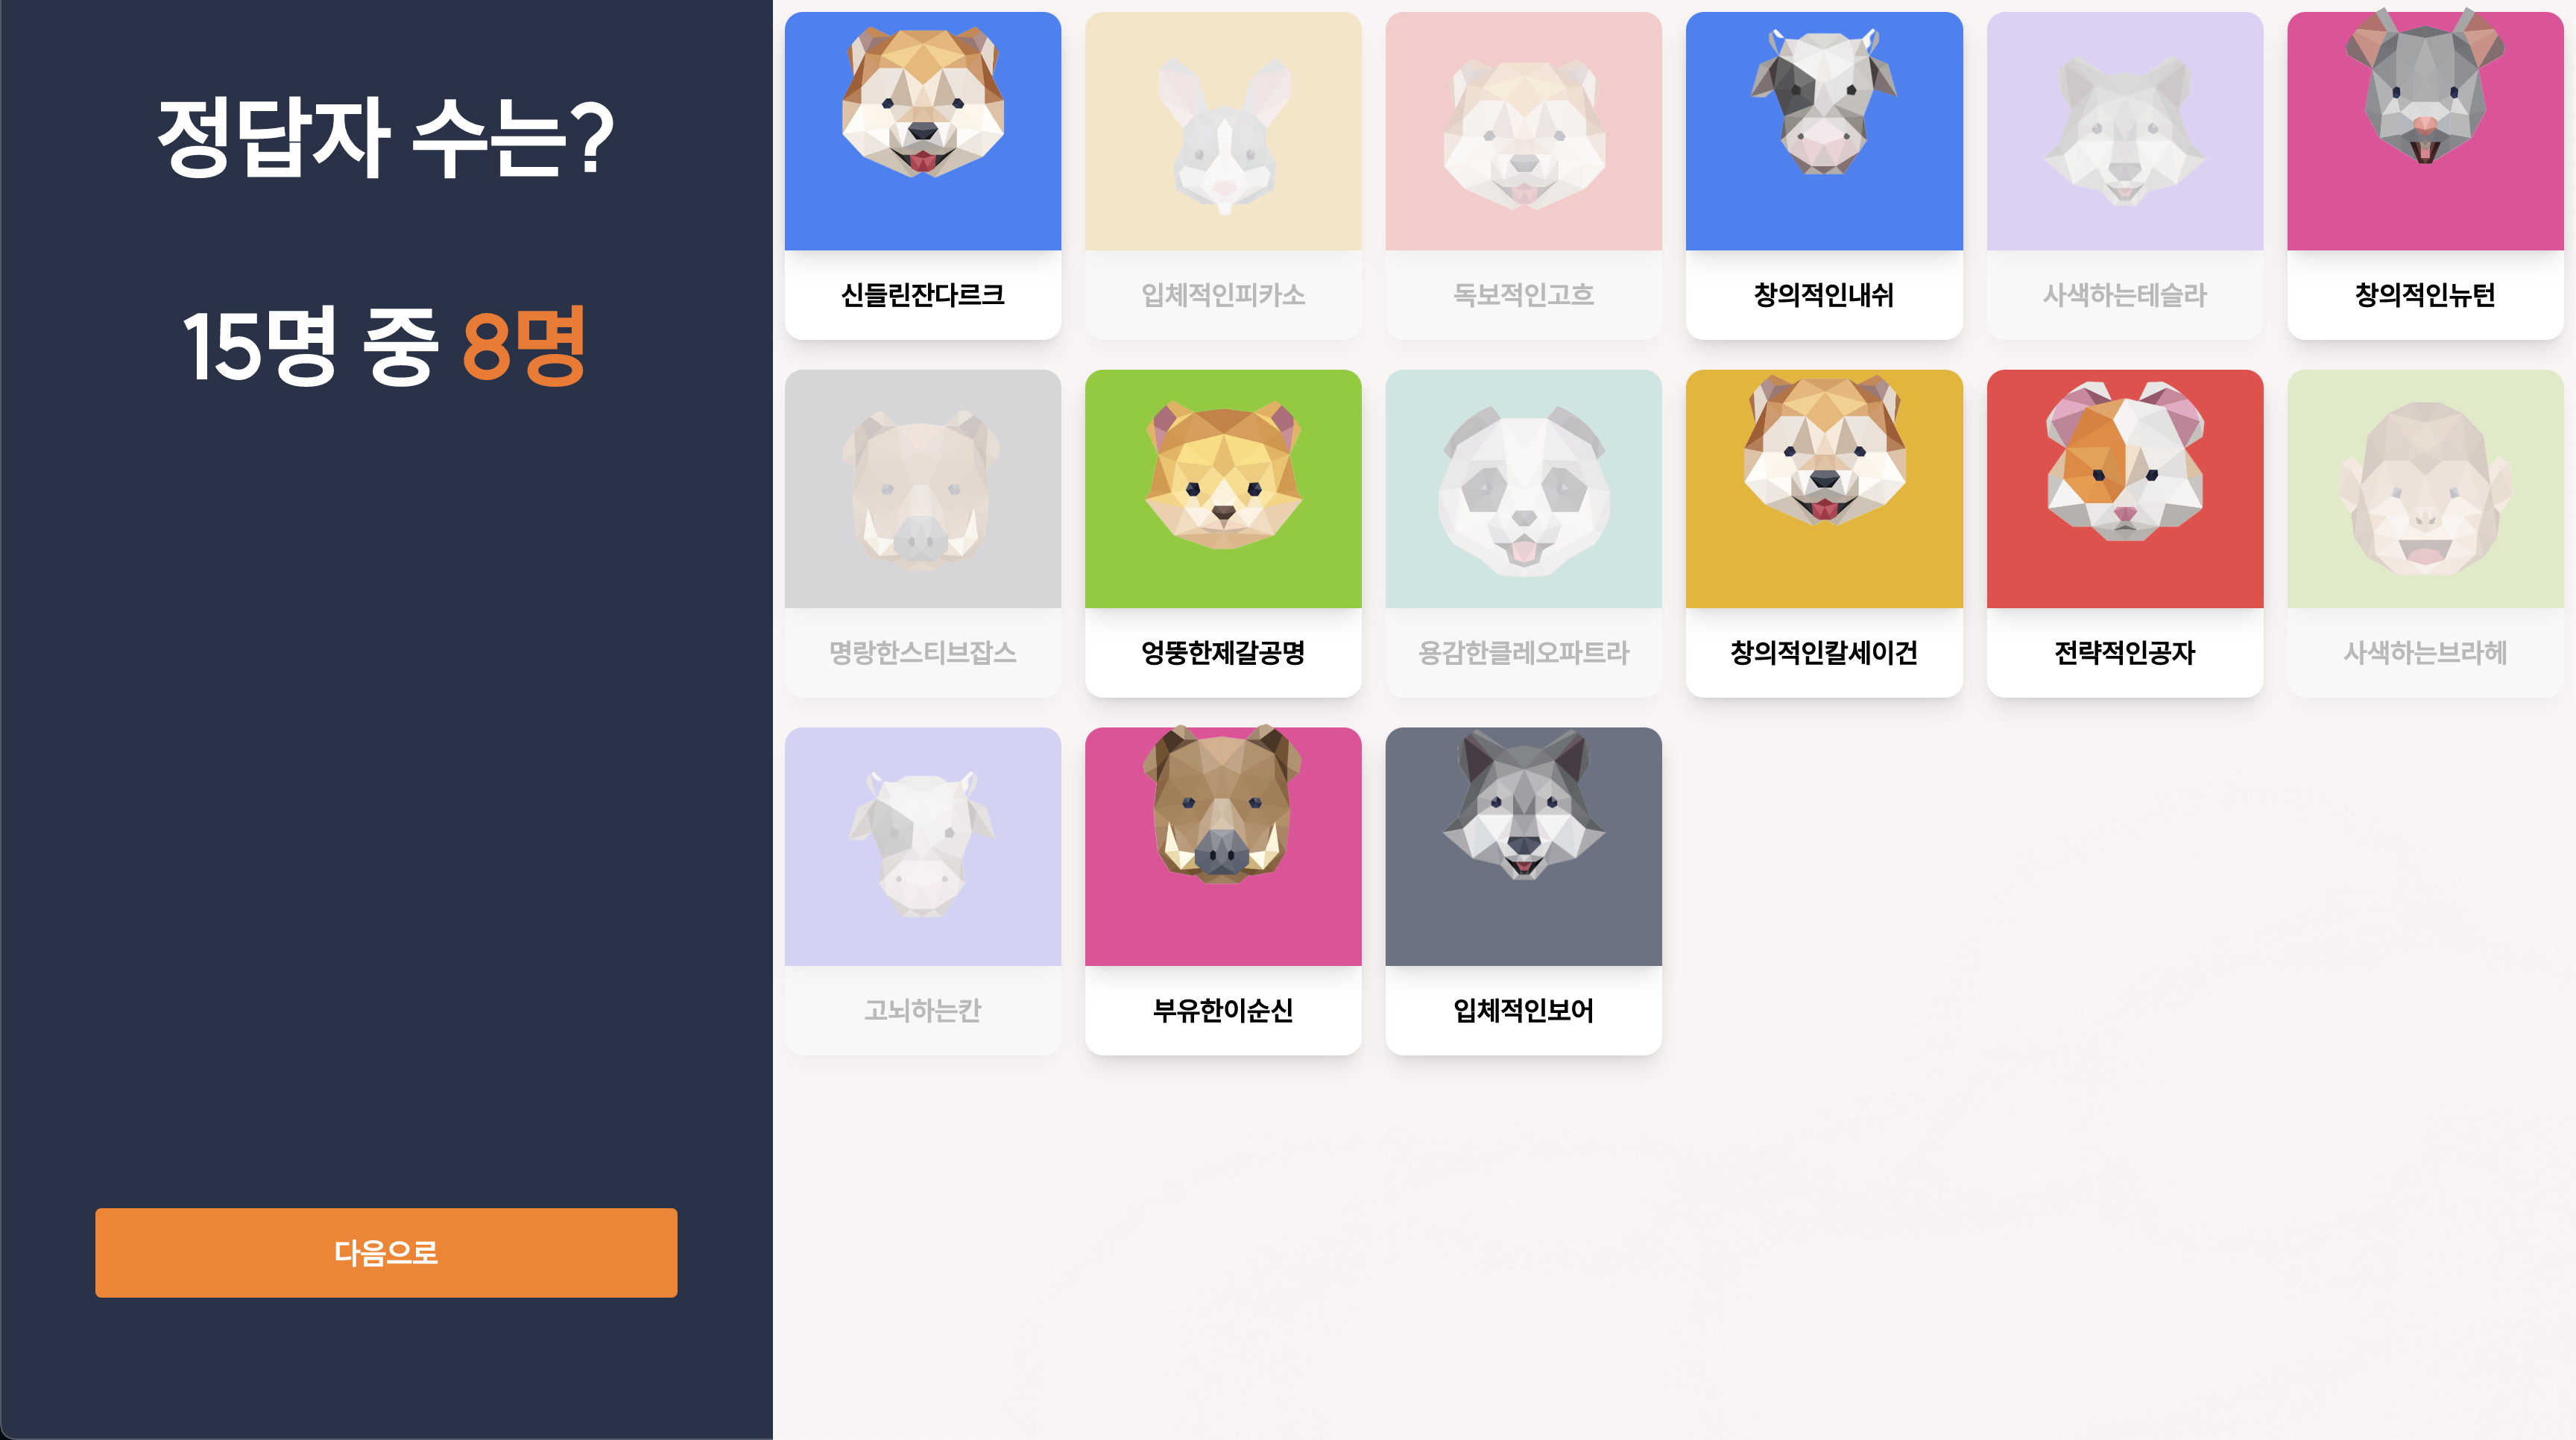 정답자 수는?
15명 중 8명
다음으로
신들린잔다르크
입체적인피카소
독보적인고흐
창의적인내쉬
사색하는테슬라
창의적인뉴턴
명랑한스티브잡스
엉뚱한제갈공명
용감한클레오파트라
창의적인칼세이건
전략적인공자
사색하는브라헤
고뇌하는칸
부유한이순신
입체적인보어